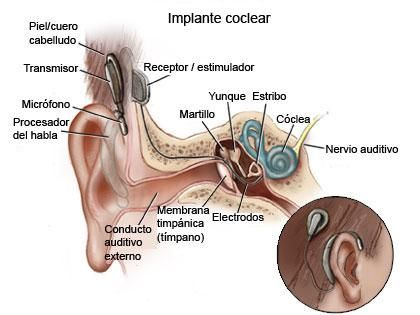 Implante coclear
Piel/cuero
cabelludo
Transmisor
Receptor / estimulador
Micrófono
Procesador
del habla
Yunque
Estribo
Martillo
Cóclea
Nervio auditivo
Membrana
timpánica
(tímpano)
Electrodos
Conducto
auditivo
externo